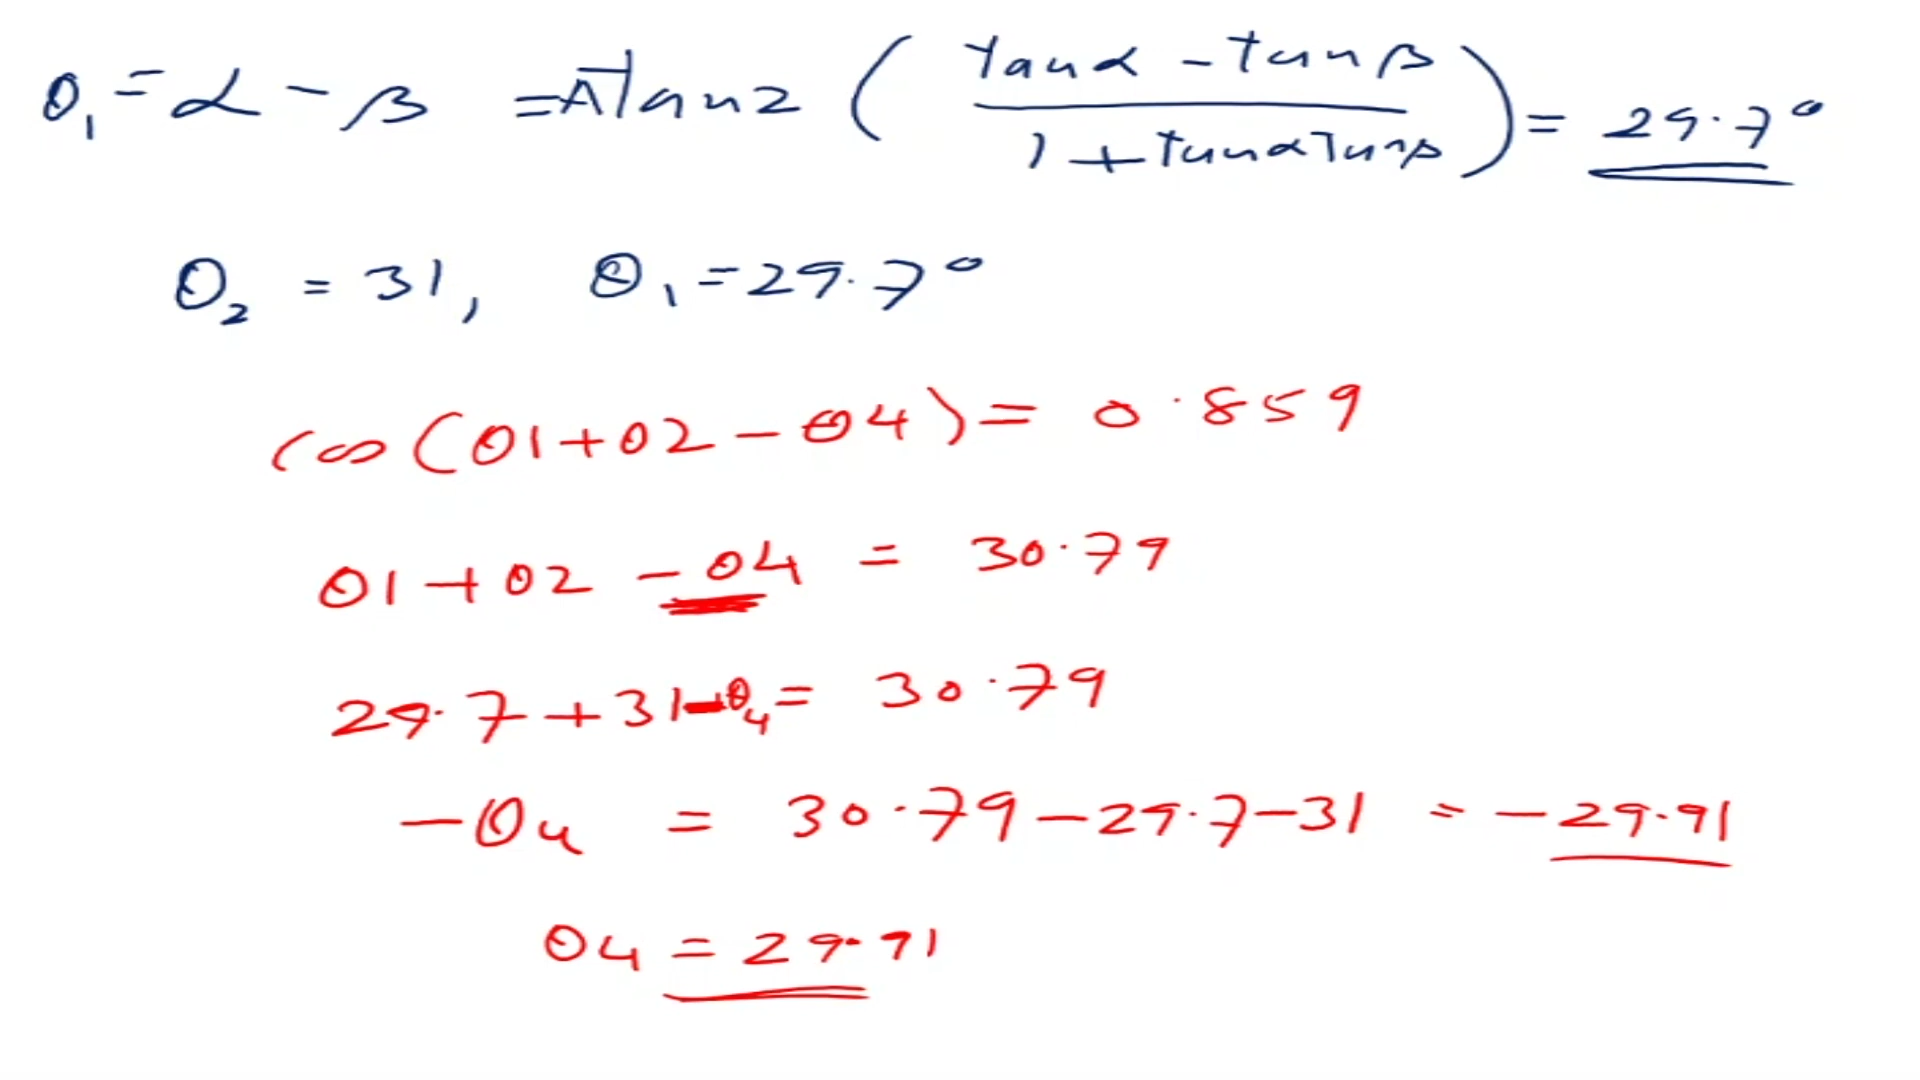 θ₁ = α - β = Atan2 ( (Tanα - Tanβ) / (1 + TanαTanβ) ) = 29.7°
θ₂ = 31, θ₁ = 29.7°
Cos(θ1+θ2-θ4) = 0.859
θ1+θ2-θ4 = 30.79
29.7+31-θ₄ = 30.79
-θ4 = 30.79-29.7-31 = -29.91
θ4 = 29.91